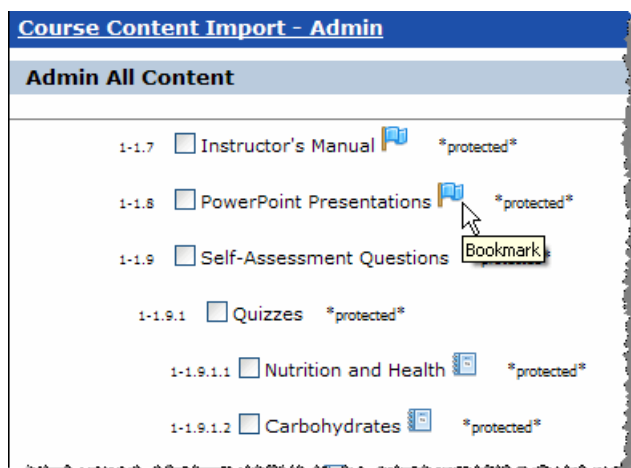 Course Content Import - Admin
Admin All Content
1-1.7 Instructor's Manual *protected*
1-1.8 PowerPoint Presentations *protected*
Bookmark
1-1.9 Self-Assessment Questions
1-1.9.1 Quizzes *protected*
1-1.9.1.1 Nutrition and Health *protected*
1-1.9.1.2 Carbohydrates *protected*